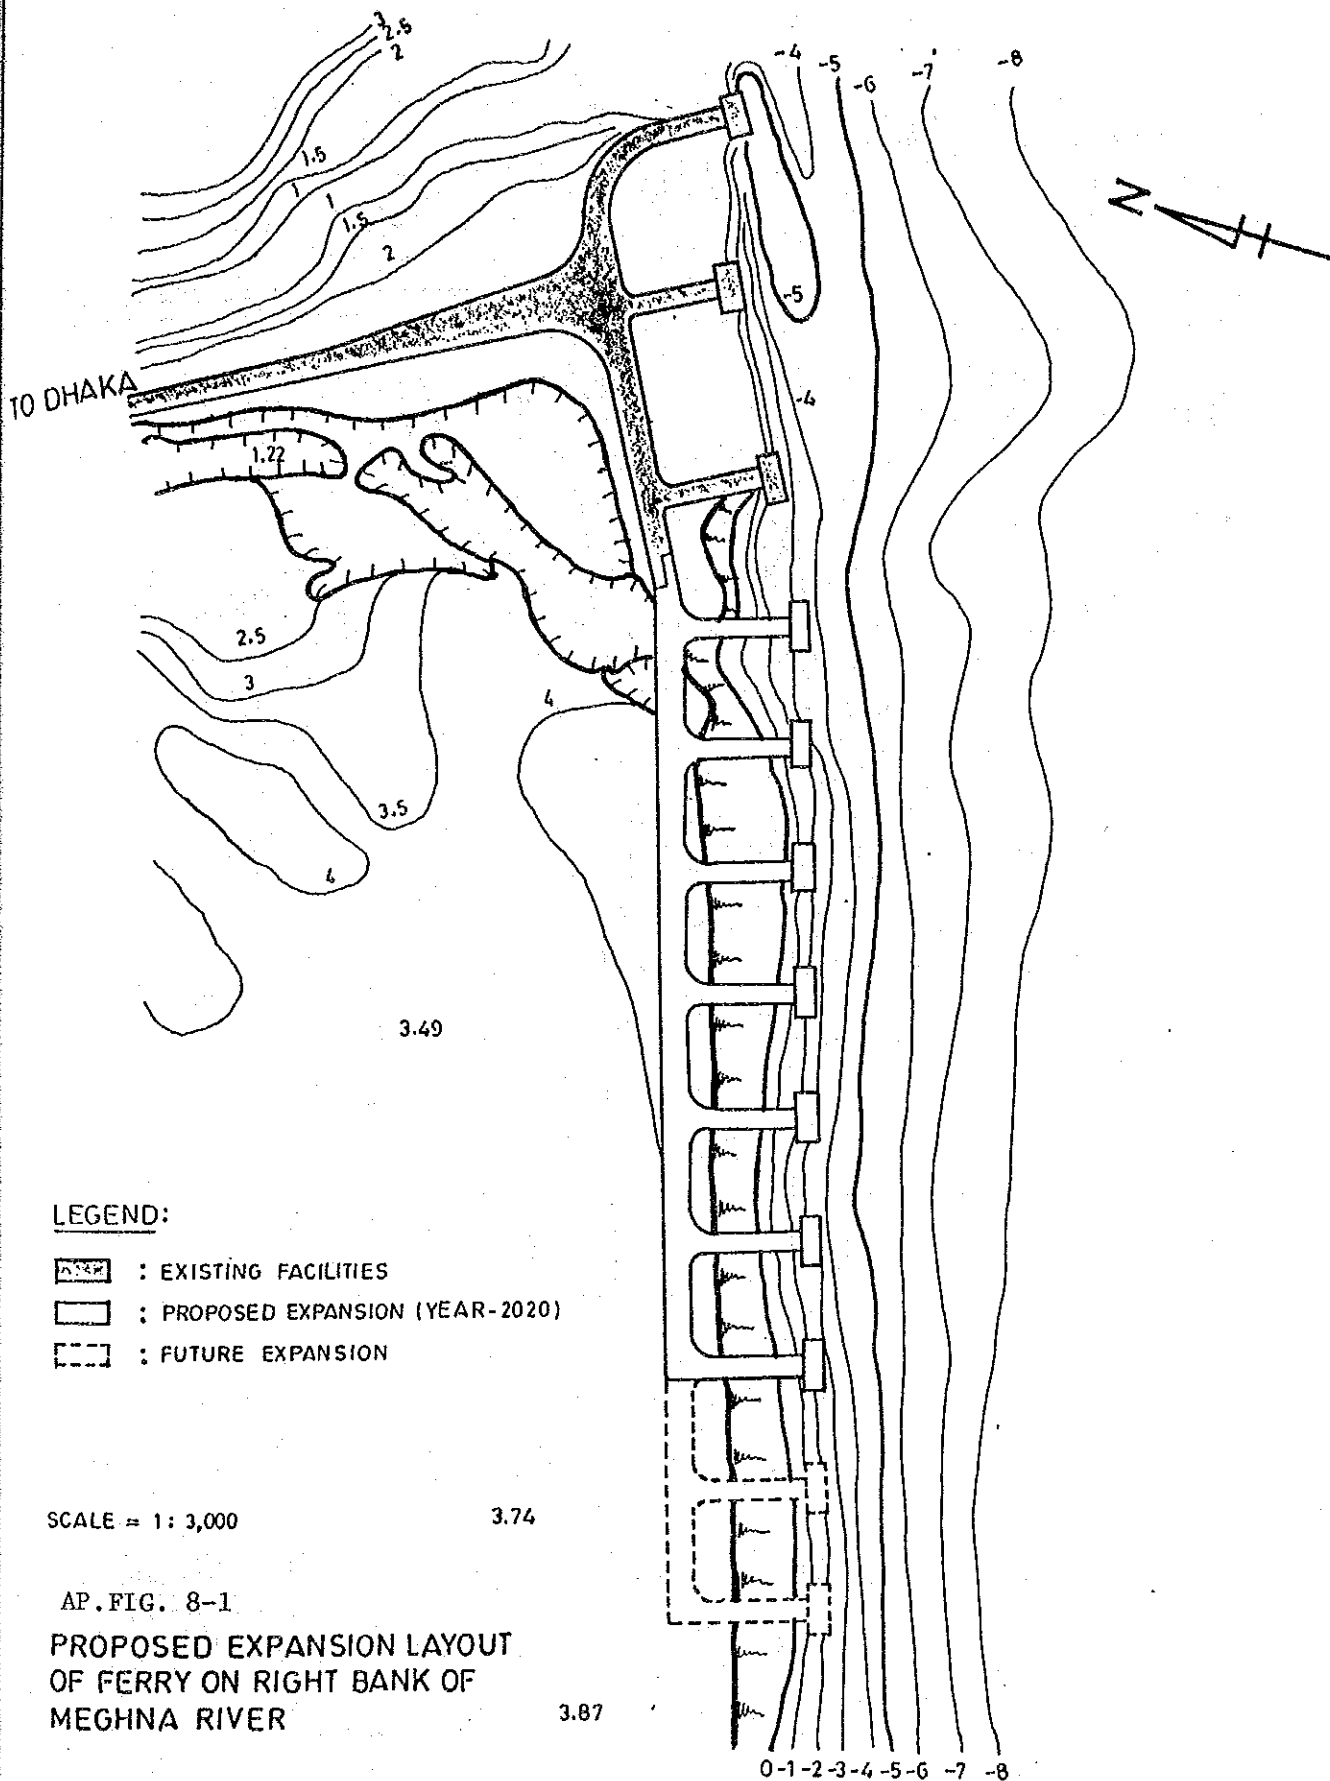 3
2.5
2
-4
-5
-6
-7
-8
1.5
1
1
1.5
2
N
-5
TO DHAKA
-4
1.22
2.5
3
4
3.5
4
3.49
LEGEND:
: EXISTING FACILITIES
: PROPOSED EXPANSION (YEAR-2020)
: FUTURE EXPANSION
SCALE = 1: 3,000
3.74
AP.FIG. 8-1
PROPOSED EXPANSION LAYOUT
OF FERRY ON RIGHT BANK OF
MEGHNA RIVER
3.87
0 -1 -2 -3 -4 -5 -6 -7 -8